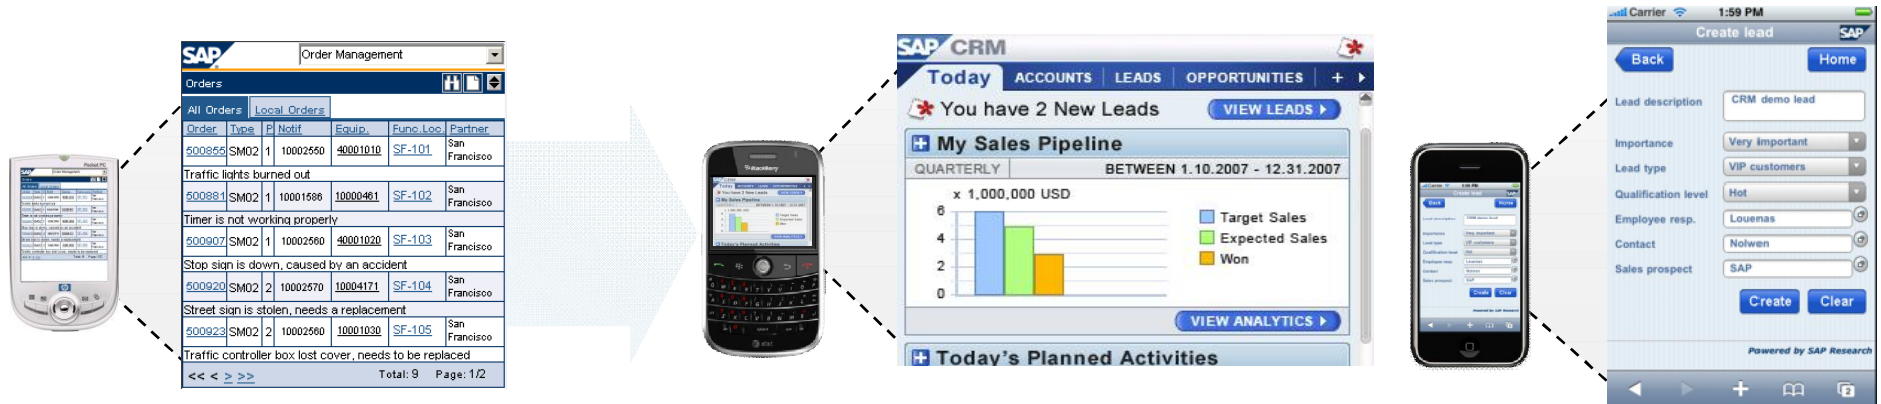 Pocket PC
SAP Order Management
Orders
All Orders Local Orders
Order Type P Notif Equip. Func.Loc. Partner
500855 SM02 1 10002550 40001010 SF-101 San Francisco
Traffic lights burned out
500881 SM02 1 10001586 10000461 SF-102 San Francisco
Timer is not working properly
500907 SM02 1 10002560 40001020 SF-103 San Francisco
Stop sign is down, caused by an accident
500920 SM02 2 10002570 10004171 SF-104 San Francisco
Street sign is stolen, needs a replacement
500923 SM02 2 10002560 10001030 SF-105 San Francisco
Traffic controller box lost cover, needs to be replaced
<< < > >> Total: 9 Page: 1/2
hp
BlackBerry
at&t
SAP CRM
Today ACCOUNTS LEADS OPPORTUNITIES +
You have 2 New Leads VIEW LEADS
My Sales Pipeline
QUARTERLY BETWEEN 1.10.2007 - 12.31.2007
x 1,000,000 USD
6
4
2
0
Target Sales
Expected Sales
Won
VIEW ANALYTICS
Today's Planned Activities
Carrier 1:59 PM
Create lead SAP
Back Home
Lead description CRM demo lead
Importance Very important
Lead type VIP customers
Qualification level Hot
Employee resp. Louenas
Contact Nolwen
Sales prospect SAP
Create Clear
Powered by SAP Research
2